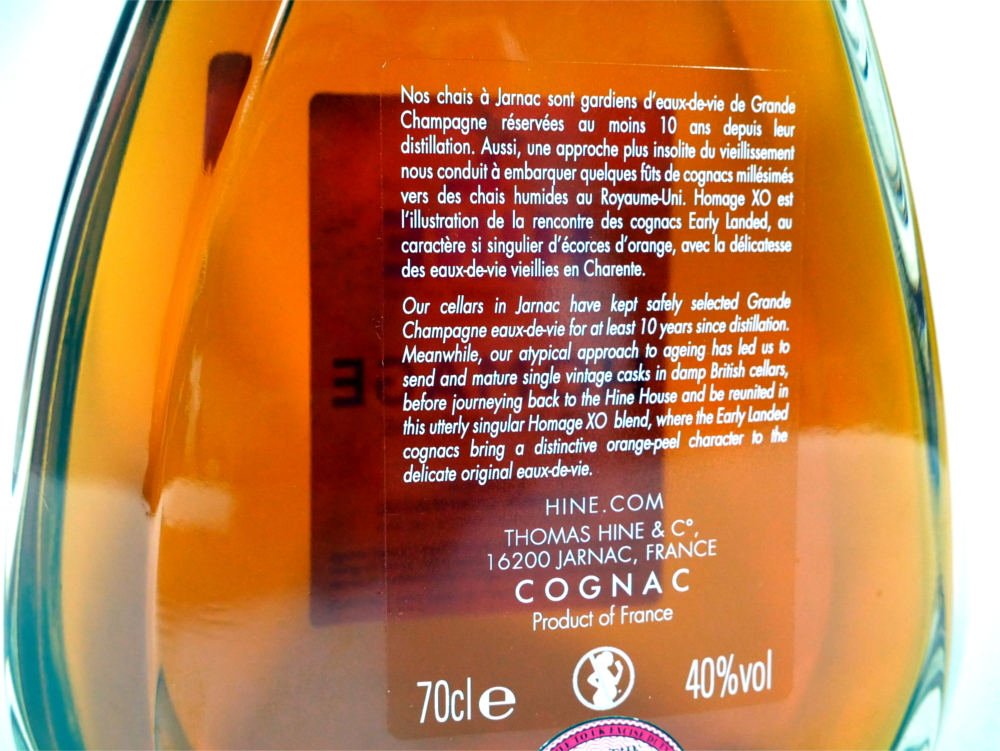 Nos chais à Jarnac sont gardiens d'eaux-de-vie de Grande
Champagne réservées au moins 10 ans depuis leur
distillation. Aussi, une approche plus insolite du vieillissement
nous conduit à embarquer quelques fûts de cognacs millésimés
vers des chais humides au Royaume-Uni. Homage XO est
l'illustration de la rencontre des cognacs Early Landed, au
caractère si singulier d'écorces d'orange, avec la délicatesse
des eaux-de-vie vieillies en Charente.
Our cellars in Jarnac have kept safely selected Grande
Champagne eaux-de-vie for at least 10 years since distillation.
Meanwhile, our atypical approach to ageing has led us to
send and mature single vintage casks in damp British cellars,
before journeying back to the Hine House and be reunited in
this utterly singular Homage XO blend, where the Early Landed
cognacs bring a distinctive orange-peel character to the
delicate original eaux-de-vie.
HINE.COM
THOMAS HINE & C°,
16200 JARNAC, FRANCE
COGNAC
Product of France
70cl e 40%vol
TO UK EXCISE DU